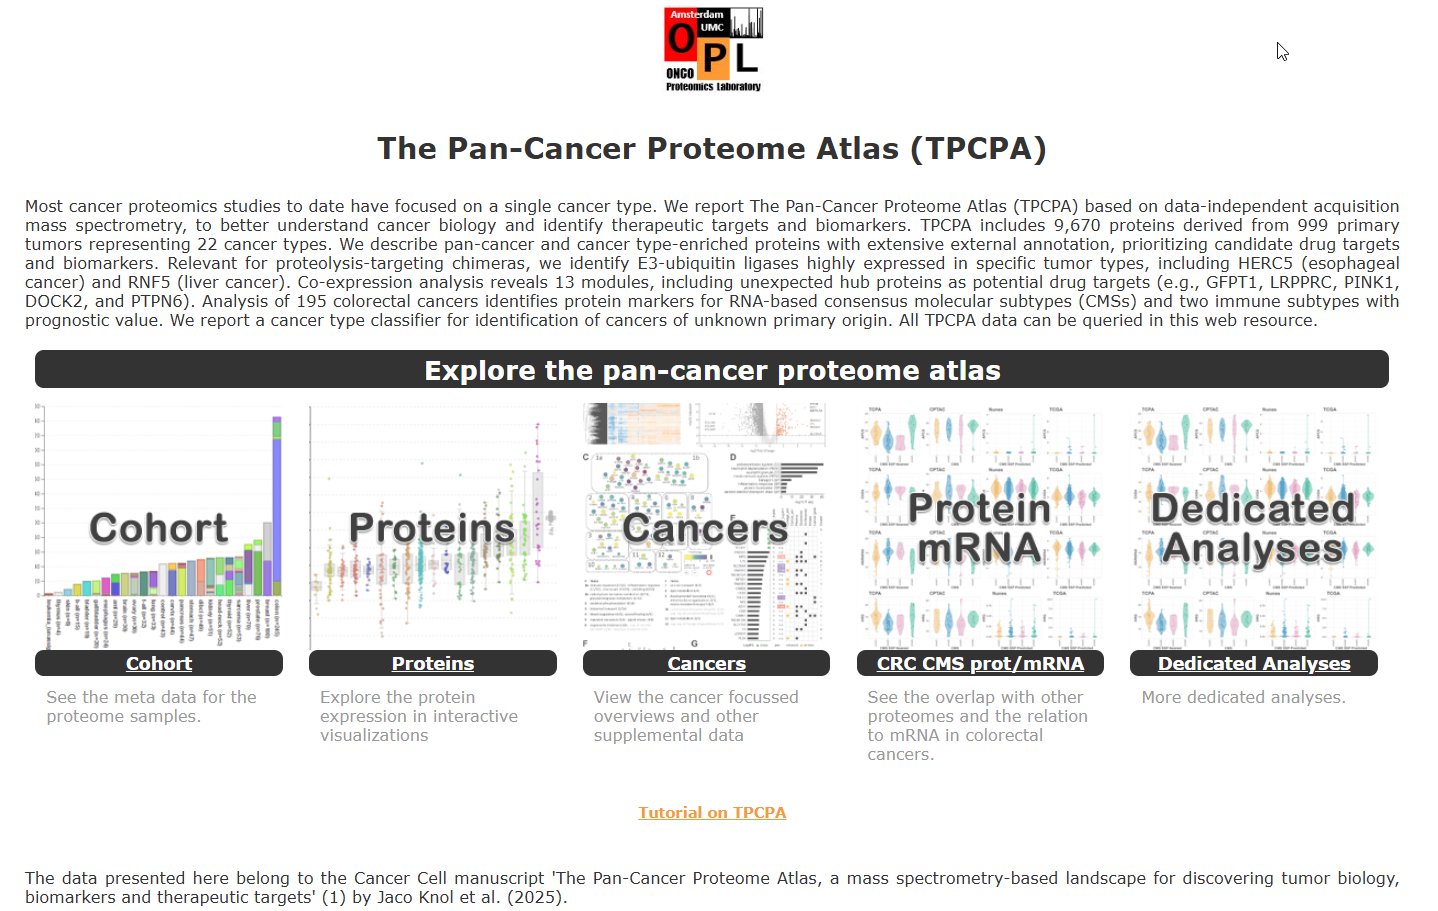 Amsterdam
UMC
O
P L
ONCO
Proteomics Laboratory
The Pan-Cancer Proteome Atlas (TPCPA)
Most cancer proteomics studies to date have focused on a single cancer type. We report The Pan-Cancer Proteome Atlas (TPCPA) based on data-independent acquisition
mass spectrometry, to better understand cancer biology and identify therapeutic targets and biomarkers. TPCPA includes 9,670 proteins derived from 999 primary
tumors representing 22 cancer types. We describe pan-cancer and cancer type-enriched proteins with extensive external annotation, prioritizing candidate drug targets
and biomarkers. Relevant for proteolysis-targeting chimeras, we identify E3-ubiquitin ligases highly expressed in specific tumor types, including HERC5 (esophageal
cancer) and RNF5 (liver cancer). Co-expression analysis reveals 13 modules, including unexpected hub proteins as potential drug targets (e.g., GFPT1, LRPPRC, PINK1,
DOCK2, and PTPN6). Analysis of 195 colorectal cancers identifies protein markers for RNA-based consensus molecular subtypes (CMSs) and two immune subtypes with
prognostic value. We report a cancer type classifier for identification of cancers of unknown primary origin. All TPCPA data can be queried in this web resource.
Explore the pan-cancer proteome atlas
Cohort
Proteins
Cancers
Protein
mRNA
Dedicated
Analyses
Cohort
See the meta data for the
proteome samples.
Proteins
Explore the protein
expression in interactive
visualizations
Cancers
View the cancer focussed
overviews and other
supplemental data
CRC CMS prot/mRNA
See the overlap with other
proteomes and the relation
to mRNA in colorectal
cancers.
Dedicated Analyses
More dedicated analyses.
Tutorial on TPCPA
The data presented here belong to the Cancer Cell manuscript 'The Pan-Cancer Proteome Atlas, a mass spectrometry-based landscape for discovering tumor biology,
biomarkers and therapeutic targets' (1) by Jaco Knol et al. (2025).